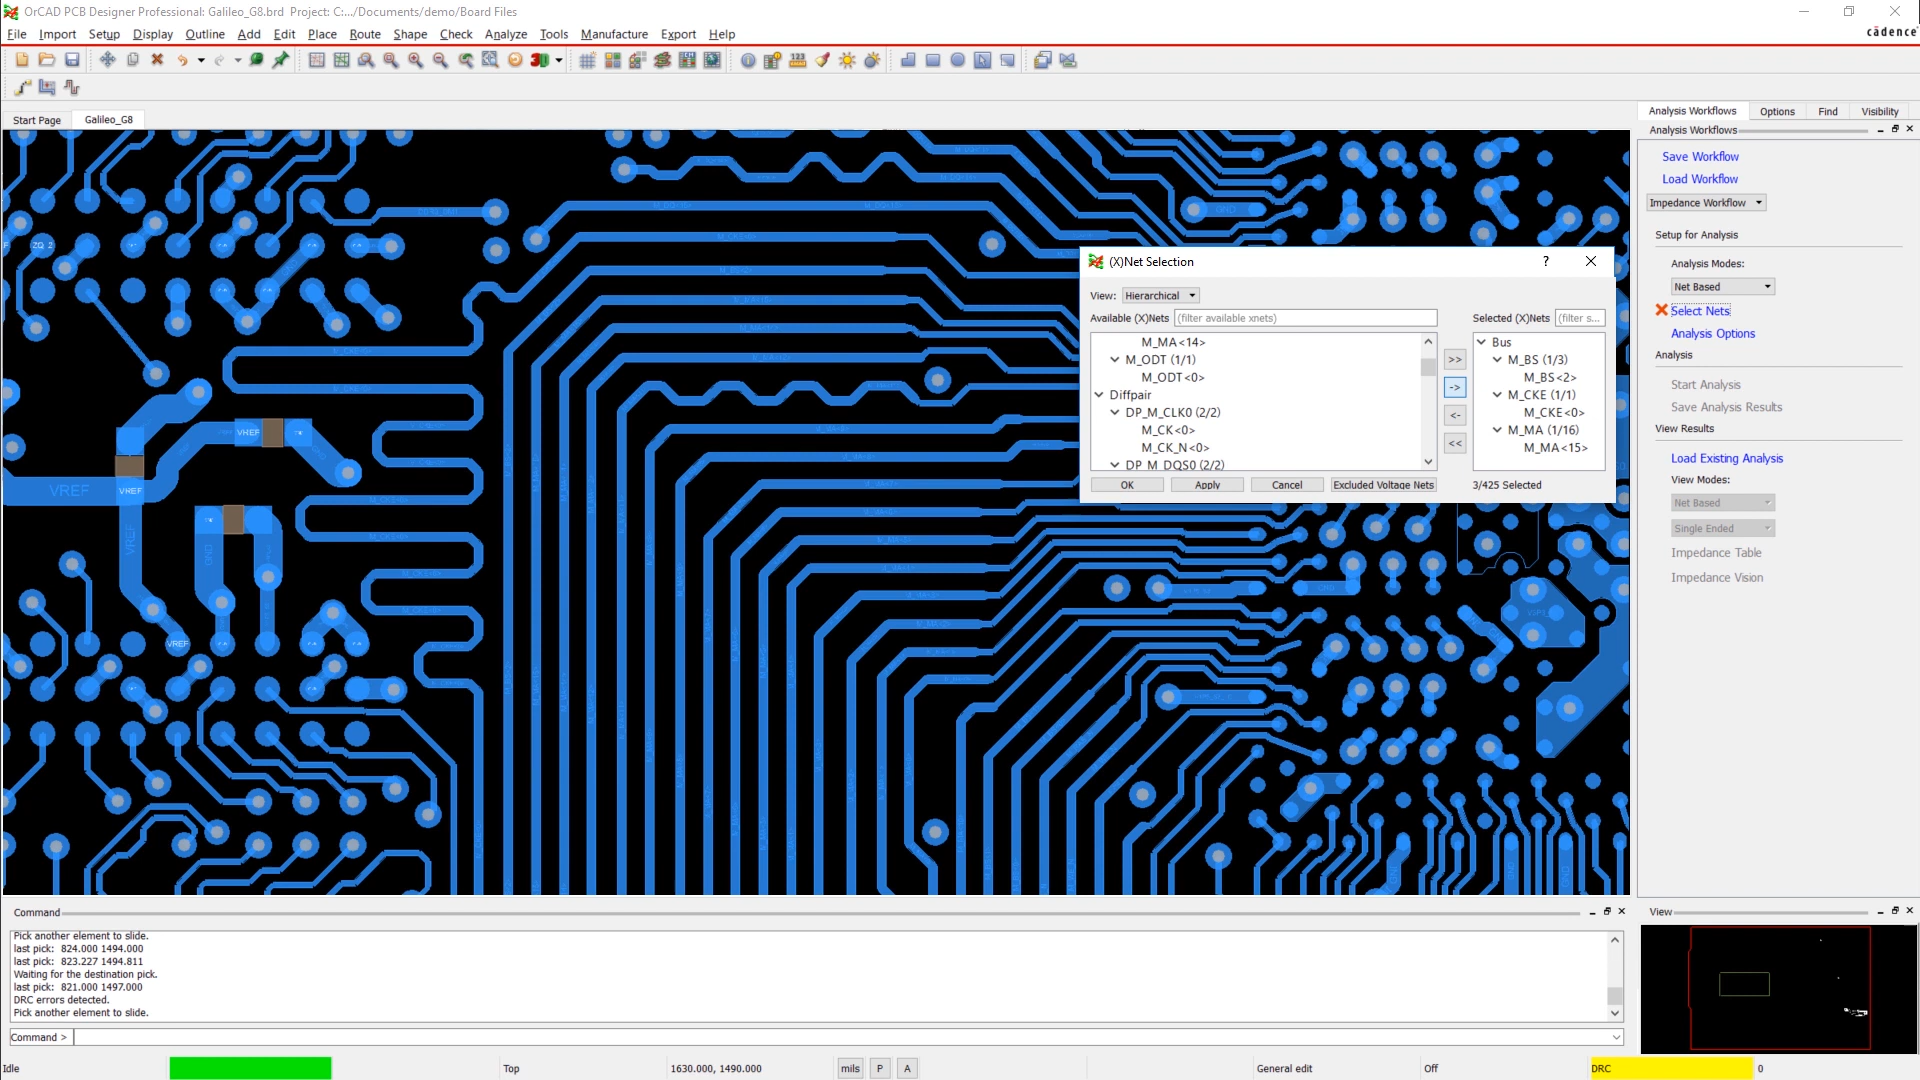 OrCAD PCB Designer Professional: Galileo_G8.brd Project: C:.../Documents/demo/Board Files
File Import Setup Display Outline Add Edit Place Route Shape Check Analyze Tools Manufacture Export Help
cādence
3D
123
Start Page Galileo_G8
Analysis Workflows Options Find Visibility
Analysis Workflows
Save Workflow
Load Workflow
Impedance Workflow
Setup for Analysis
Analysis Modes:
Net Based
Select Nets
Analysis Options
Analysis
Start Analysis
Save Analysis Results
View Results
Load Existing Analysis
View Modes:
Net Based
Single Ended
Impedance Table
Impedance Vision
(X)Net Selection
?
View: Hierarchical
Available (X)Nets (filter available xnets)
M_MA<14>
M_ODT (1/1)
M_ODT<0>
Diffpair
DP_M_CLK0 (2/2)
M_CK<0>
M_CK_N<0>
DP_M_DQS0 (2/2)
>>
->
<-
<<
Selected (X)Nets (filter s...
Bus
M_BS (1/3)
M_BS<2>
M_CKE (1/1)
M_CKE<0>
M_MA (1/16)
M_MA<15>
OK Apply Cancel Excluded Voltage Nets 3/425 Selected
ZQ_2
VREF
VREF
VREF
VREF
VREF
GND
Command
Pick another element to slide.
last pick: 824.000 1494.000
last pick: 823.227 1494.811
Waiting for the destination pick.
last pick: 821.000 1497.000
DRC errors detected.
Pick another element to slide.
Command >
View
Idle Top 1630.000, 1490.000 mils P A General edit Off DRC 0